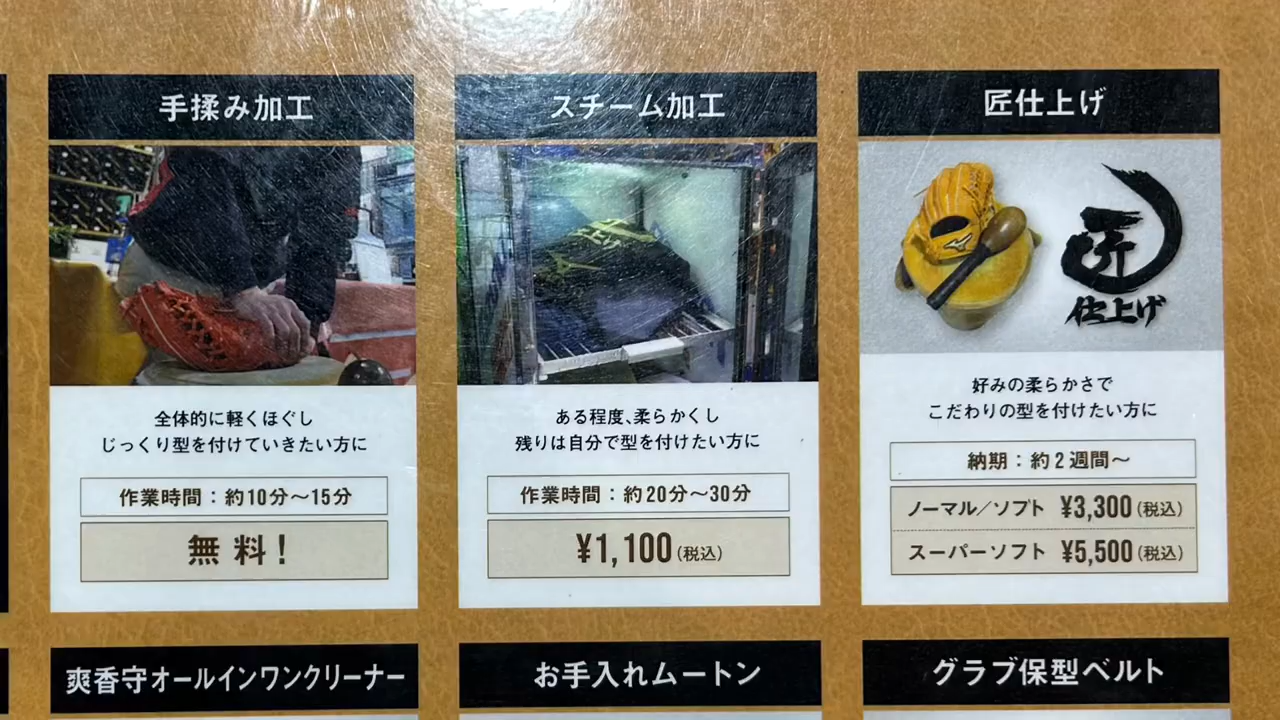 手揉み加工
全体的に軽くほぐし
じっくり型を付けていきたい方に
作業時間：約10分〜15分
無料！
スチーム加工
ある程度、柔らかくし
残りは自分で型を付けたい方に
作業時間：約20分〜30分
¥1,100(税込)
匠仕上げ
匠
仕上げ
好みの柔らかさで
こだわりの型を付けたい方に
納期：約2週間〜
ノーマル／ソフト ¥3,300(税込)
スーパーソフト ¥5,500(税込)
爽香守オールインワンクリーナー
お手入れムートン
グラブ保型ベルト